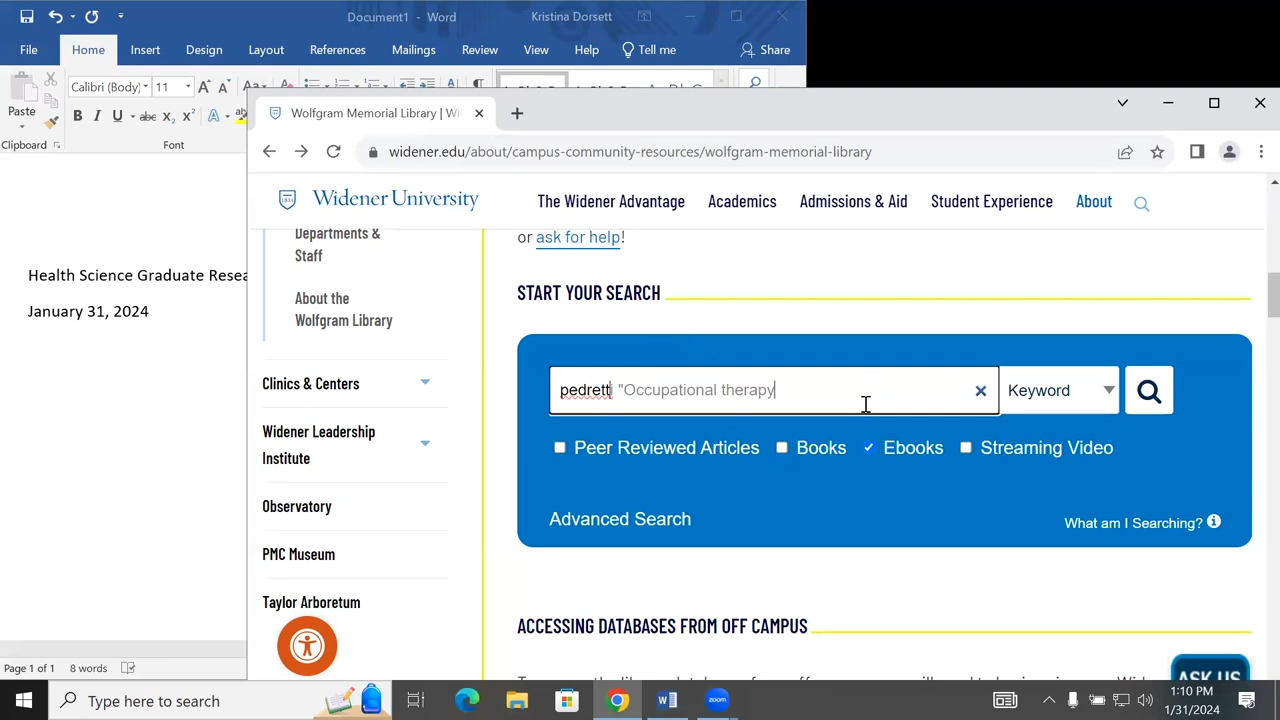 Document1 - Word
Kristina Dorsett
File Home Insert Design Layout References Mailings Review View Help Tell me Share
Paste
Calibri (Body) 11
Clipboard
Font
Wolfgram Memorial Library | Wi
widener.edu/about/campus-community-resources/wolfgram-memorial-library
Widener University
The Widener Advantage Academics Admissions & Aid Student Experience About
Departments &
Staff
About the
Wolfgram Library
Clinics & Centers
Widener Leadership
Institute
Observatory
PMC Museum
Taylor Arboretum
or ask for help!
START YOUR SEARCH
pedretti "Occupational therapy
Keyword
Peer Reviewed Articles Books Ebooks Streaming Video
Advanced Search
What am I Searching?
ACCESSING DATABASES FROM OFF CAMPUS
ASK US
Health Science Graduate Resea
January 31, 2024
Page 1 of 1 8 words
Type here to search
zoom
1:10 PM
1/31/2024